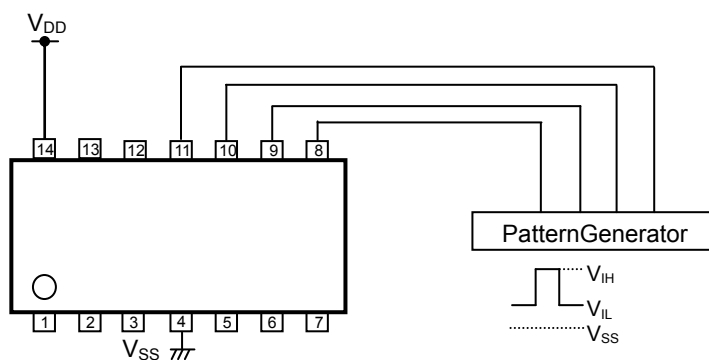 VDD
14 13 12 11 10 9 8
PatternGenerator
VIH
VIL
VSS
1 2 3 4 5 6 7
VSS